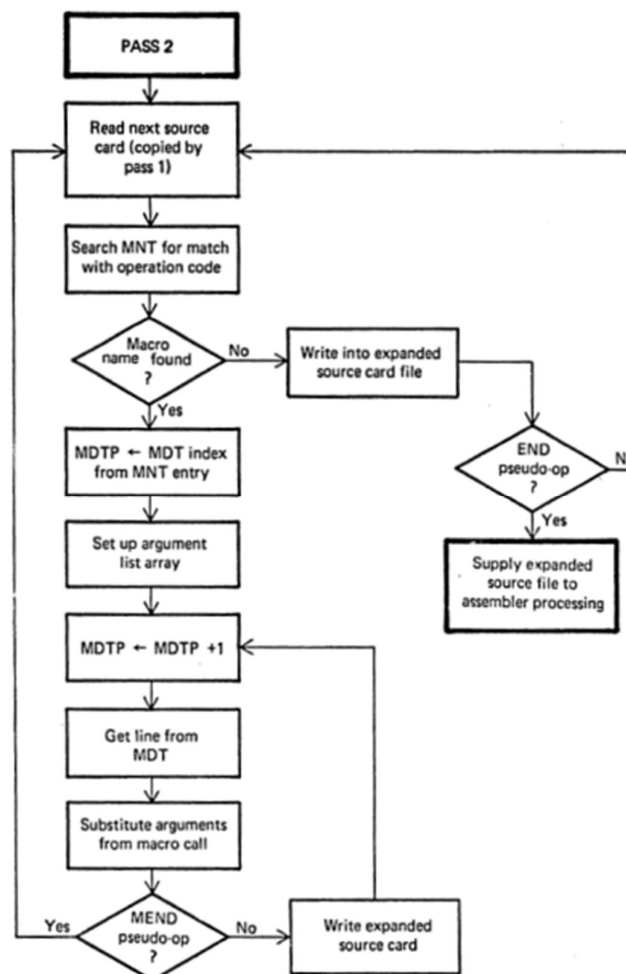 PASS 2
Read next source
card (copied by
pass 1)
Search MNT for match
with operation code
Macro
name found
?
No
Write into expanded
source card file
Yes
END
pseudo-op
?
N
Yes
MDTP ← MDT index
from MNT entry
Set up argument
list array
Supply expanded
source file to
assembler processing
MDTP ← MDTP +1
Get line from
MDT
Substitute arguments
from macro call
Yes
MEND
pseudo-op
?
No
Write expanded
source card